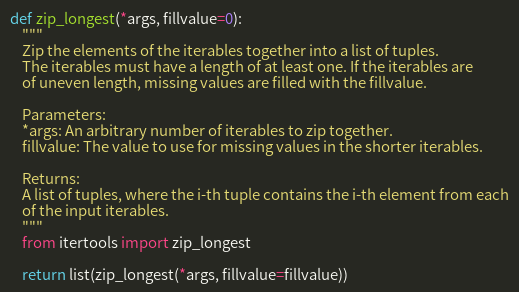 def zip_longest(*args, fillvalue=0):
"""
Zip the elements of the iterables together into a list of tuples.
The iterables must have a length of at least one. If the iterables are
of uneven length, missing values are filled with the fillvalue.
Parameters:
*args: An arbitrary number of iterables to zip together.
fillvalue: The value to use for missing values in the shorter iterables.
Returns:
A list of tuples, where the i-th tuple contains the i-th element from each
of the input iterables.
"""
from itertools import zip_longest
return list(zip_longest(*args, fillvalue=fillvalue))